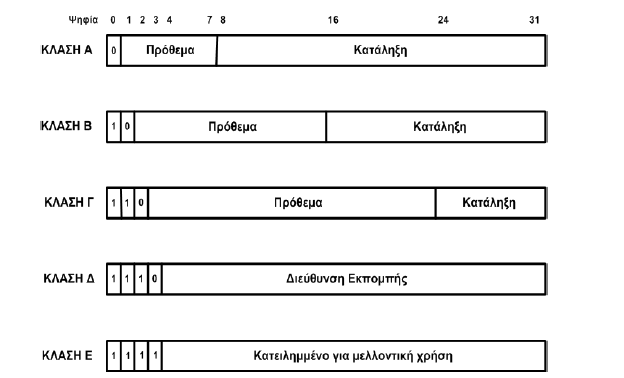 Ψηφία 0 1 2 3 4 7 8 16 24 31
ΚΛΑΣΗ Α 0 Πρόθεμα Κατάληξη
ΚΛΑΣΗ Β 1 0 Πρόθεμα Κατάληξη
ΚΛΑΣΗ Γ 1 1 0 Πρόθεμα Κατάληξη
ΚΛΑΣΗ Δ 1 1 1 0 Διεύθυνση Εκπομπής
ΚΛΑΣΗ Ε 1 1 1 1 Κατειλημμένο για μελλοντική χρήση